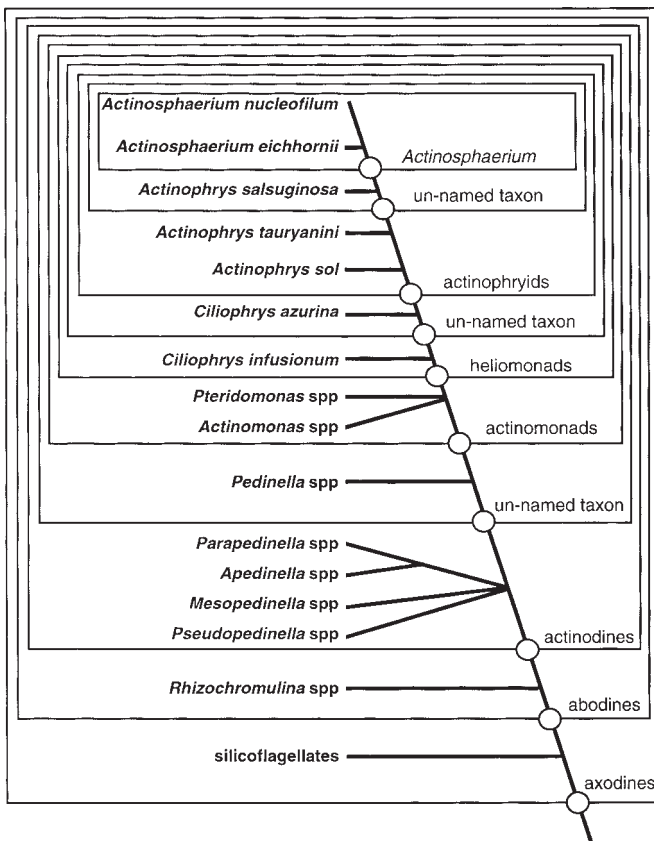 Actinosphaerium nucleofilum
Actinosphaerium eichhornii
Actinosphaerium
Actinophrys salsuginosa
un-named taxon
Actinophrys tauryanini
Actinophrys sol
actinophryids
Ciliophrys azurina
un-named taxon
Ciliophrys infusionum
heliomonads
Pteridomonas spp
Actinomonas spp
actinomonads
Pedinella spp
un-named taxon
Parapedinella spp
Apedinella spp
Mesopedinella spp
Pseudopedinella spp
actinodines
Rhizochromulina spp
abodines
silicoflagellates
axodines